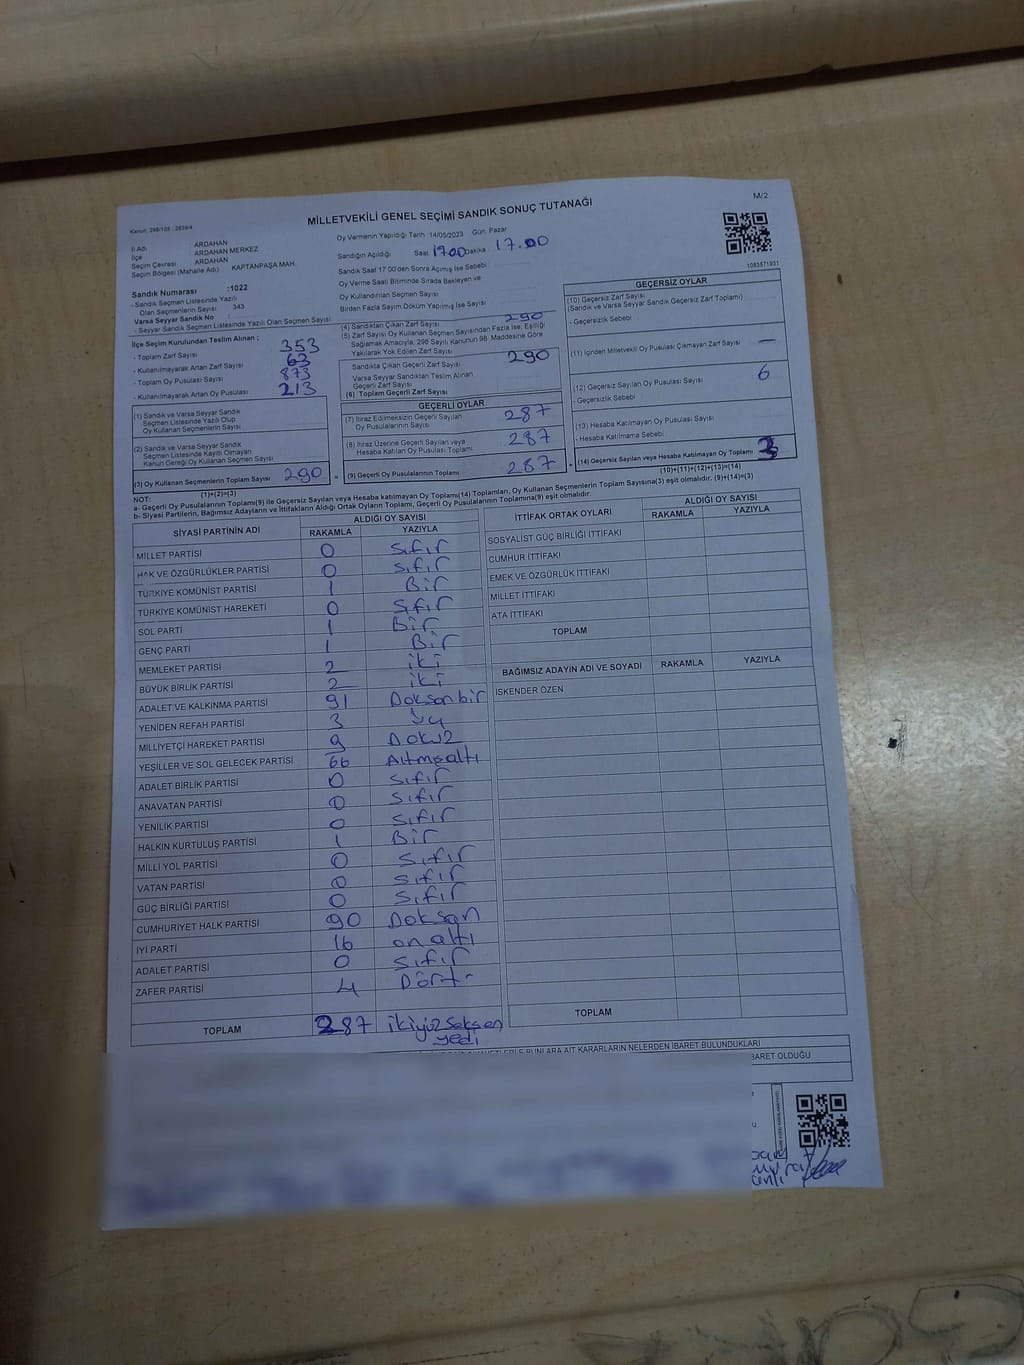 M/2
MİLLETVEKİLİ GENEL SEÇİMİ SANDIK SONUÇ TUTANAĞI
Kanun: 298/105 ; 2839/4
Oy Vermenin Yapıldığı Tarih :14/05/2023 Gün: Pazar
İl Adı : ARDAHAN
İlçe : ARDAHAN MERKEZ
Seçim Çevresi : ARDAHAN
Seçim Bölgesi (Mahalle Adı) : KAPTANPAŞA MAH.
Sandığın Açıldığı Saat 17.00 Dakika 17.00
Sandık Saat 17:00'den Sonra Açılmış İse Sebebi
Oy Verme Saati Bitiminde Sırada Bekleyen ve
Oy Kullandırılan Seçmen Sayısı
Birden Fazla Sayım Döküm Yapılmış İse Sayısı
1083571931
Sandık Numarası :1022
- Sandık Seçmen Listesinde Yazılı
Olan Seçmenlerin Sayısı : 343
Varsa Seyyar Sandık No :
- Seyyar Sandık Seçmen Listesinde Yazılı Olan Seçmen Sayısı:
İlçe Seçim Kurulundan Teslim Alınan ;
- Toplam Zarf Sayısı 353
- Kullanılmayarak Artan Zarf Sayısı 63
- Toplam Oy Pusulası Sayısı 873
- Kullanılmayarak Artan Oy Pusulası 213
(1) Sandık ve Varsa Seyyar Sandık
Seçmen Listesinde Yazılı Olup
Oy Kullanan Seçmenlerin Sayısı
(2) Sandık ve Varsa Seyyar Sandık
Seçmen Listesinde Kayıtlı Olmayan
Kanun Gereği Oy Kullanan Seçmen Sayısı
(3) Oy Kullanan Seçmenlerin Toplam Sayısı 290
(1)+(2)=(3)
(4) Sandıktan Çıkan Zarf Sayısı 290
(5) Zarf Sayısı Oy Kullanan Seçmen Sayısından Fazla İse, Eşitliği
Sağlamak Amacıyla, 298 Sayılı Kanunun 98. Maddesine Göre
Yakılarak Yok Edilen Zarf Sayısı
Sandıkta Çıkan Geçerli Zarf Sayısı 290
Varsa Seyyar Sandıktan Teslim Alınan
Geçerli Zarf Sayısı
(6) Toplam Geçerli Zarf Sayısı
GEÇERLİ OYLAR
(7) İtiraz Edilmeksizin Geçerli Sayılan
Oy Pusulalarının Sayısı 287
(8) İtiraz Üzerine Geçerli Sayılan veya
Hesaba Katılan Oy Pusulası Toplamı 287
(9) Geçerli Oy Pusulalarının Toplamı 287
GEÇERSİZ OYLAR
(10) Geçersiz Zarf Sayısı
(Sandık ve Varsa Seyyar Sandık Geçersiz Zarf Toplamı)
- Geçersizlik Sebebi
(11) İçinden Milletvekili Oy Pusulası Çıkmayan Zarf Sayısı —
(12) Geçersiz Sayılan Oy Pusulası Sayısı 6
- Geçersizlik Sebebi
(13) Hesaba Katılmayan Oy Pusulası Sayısı
- Hesaba Katılmama Sebebi
(14) Geçersiz Sayılan veya Hesaba Katılmayan Oy Toplamı 3
(10)+(11)+(12)+(13)=(14)
NOT:
a- Geçerli Oy Pusulalarının Toplamı(9) ile Geçersiz Sayılan veya Hesaba katılmayan Oy Toplamı(14) Toplamları, Oy Kullanan Seçmenlerin Toplam Sayısına(3) eşit olmalıdır. (9)+(14)=(3)
b- Siyasi Partilerin, Bağımsız Adayların ve İttifakların Aldığı Ortak Oyların Toplamı, Geçerli Oy Pusulalarının Toplamına(9) eşit olmalıdır.
SİYASİ PARTİNİN ADI ALDIĞI OY SAYISI
RAKAMLA YAZIYLA
MİLLET PARTİSİ 0 Sıfır
HAK VE ÖZGÜRLÜKLER PARTİSİ 0 Sıfır
TÜRKİYE KOMÜNİST PARTİSİ 1 Bir
TÜRKİYE KOMÜNİST HAREKETİ 0 Sıfır
SOL PARTİ 1 Bir
GENÇ PARTİ 1 Bir
MEMLEKET PARTİSİ 2 iki
BÜYÜK BİRLİK PARTİSİ 2 iki
ADALET VE KALKINMA PARTİSİ 91 Doksan bir
YENİDEN REFAH PARTİSİ 3 üç
MİLLİYETÇİ HAREKET PARTİSİ 9 Dokuz
YEŞİLLER VE SOL GELECEK PARTİSİ 66 Altmışaltı
ADALET BİRLİK PARTİSİ 0 Sıfır
ANAVATAN PARTİSİ 0 Sıfır
YENİLİK PARTİSİ 0 Sıfır
HALKIN KURTULUŞ PARTİSİ 1 Bir
MİLLİ YOL PARTİSİ 0 Sıfır
VATAN PARTİSİ 0 Sıfır
GÜÇ BİRLİĞİ PARTİSİ 0 Sıfır
CUMHURİYET HALK PARTİSİ 90 Doksan
İYİ PARTİ 16 on altı
ADALET PARTİSİ 0 Sıfır
ZAFER PARTİSİ 4 Dört
TOPLAM 287 ikiyüz Seksen
yedi
İTTİFAK ORTAK OYLARI ALDIĞI OY SAYISI
RAKAMLA YAZIYLA
SOSYALİST GÜÇ BİRLİĞİ İTTİFAKI
CUMHUR İTTİFAKI
EMEK VE ÖZGÜRLÜK İTTİFAKI
MİLLET İTTİFAKI
ATA İTTİFAKI
TOPLAM
BAĞIMSIZ ADAYIN ADI VE SOYADI RAKAMLA YAZIYLA
İSKENDER ÖZEN
TOPLAM
BUNLARA AİT KARARLARIN NELERDEN İBARET BULUNDUKLARI
BARET OLDUĞU